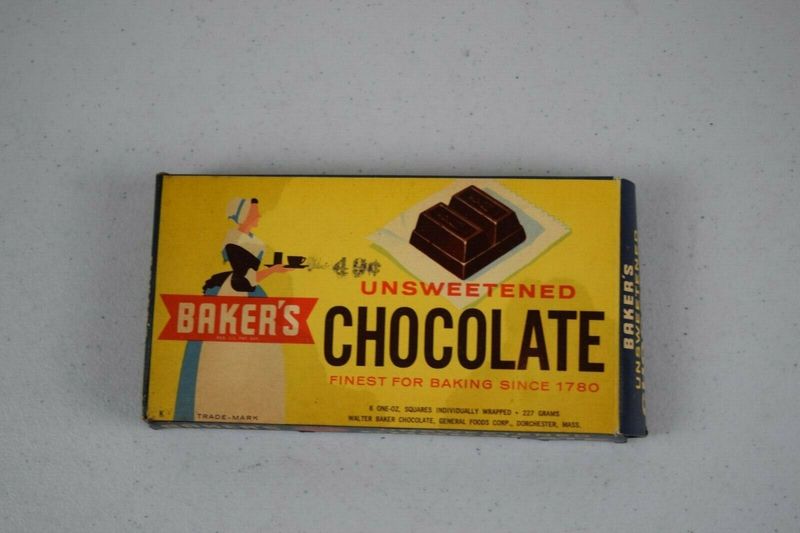 49¢
UNSWEETENED
BAKER'S
CHOCOLATE
FINEST FOR BAKING SINCE 1780
8 ONE-OZ. SQUARES INDIVIDUALLY WRAPPED • 227 GRAMS
WALTER BAKER CHOCOLATE, GENERAL FOODS CORP., DORCHESTER, MASS.
K
TRADE-MARK
BAKER'S
UNSWEETENED